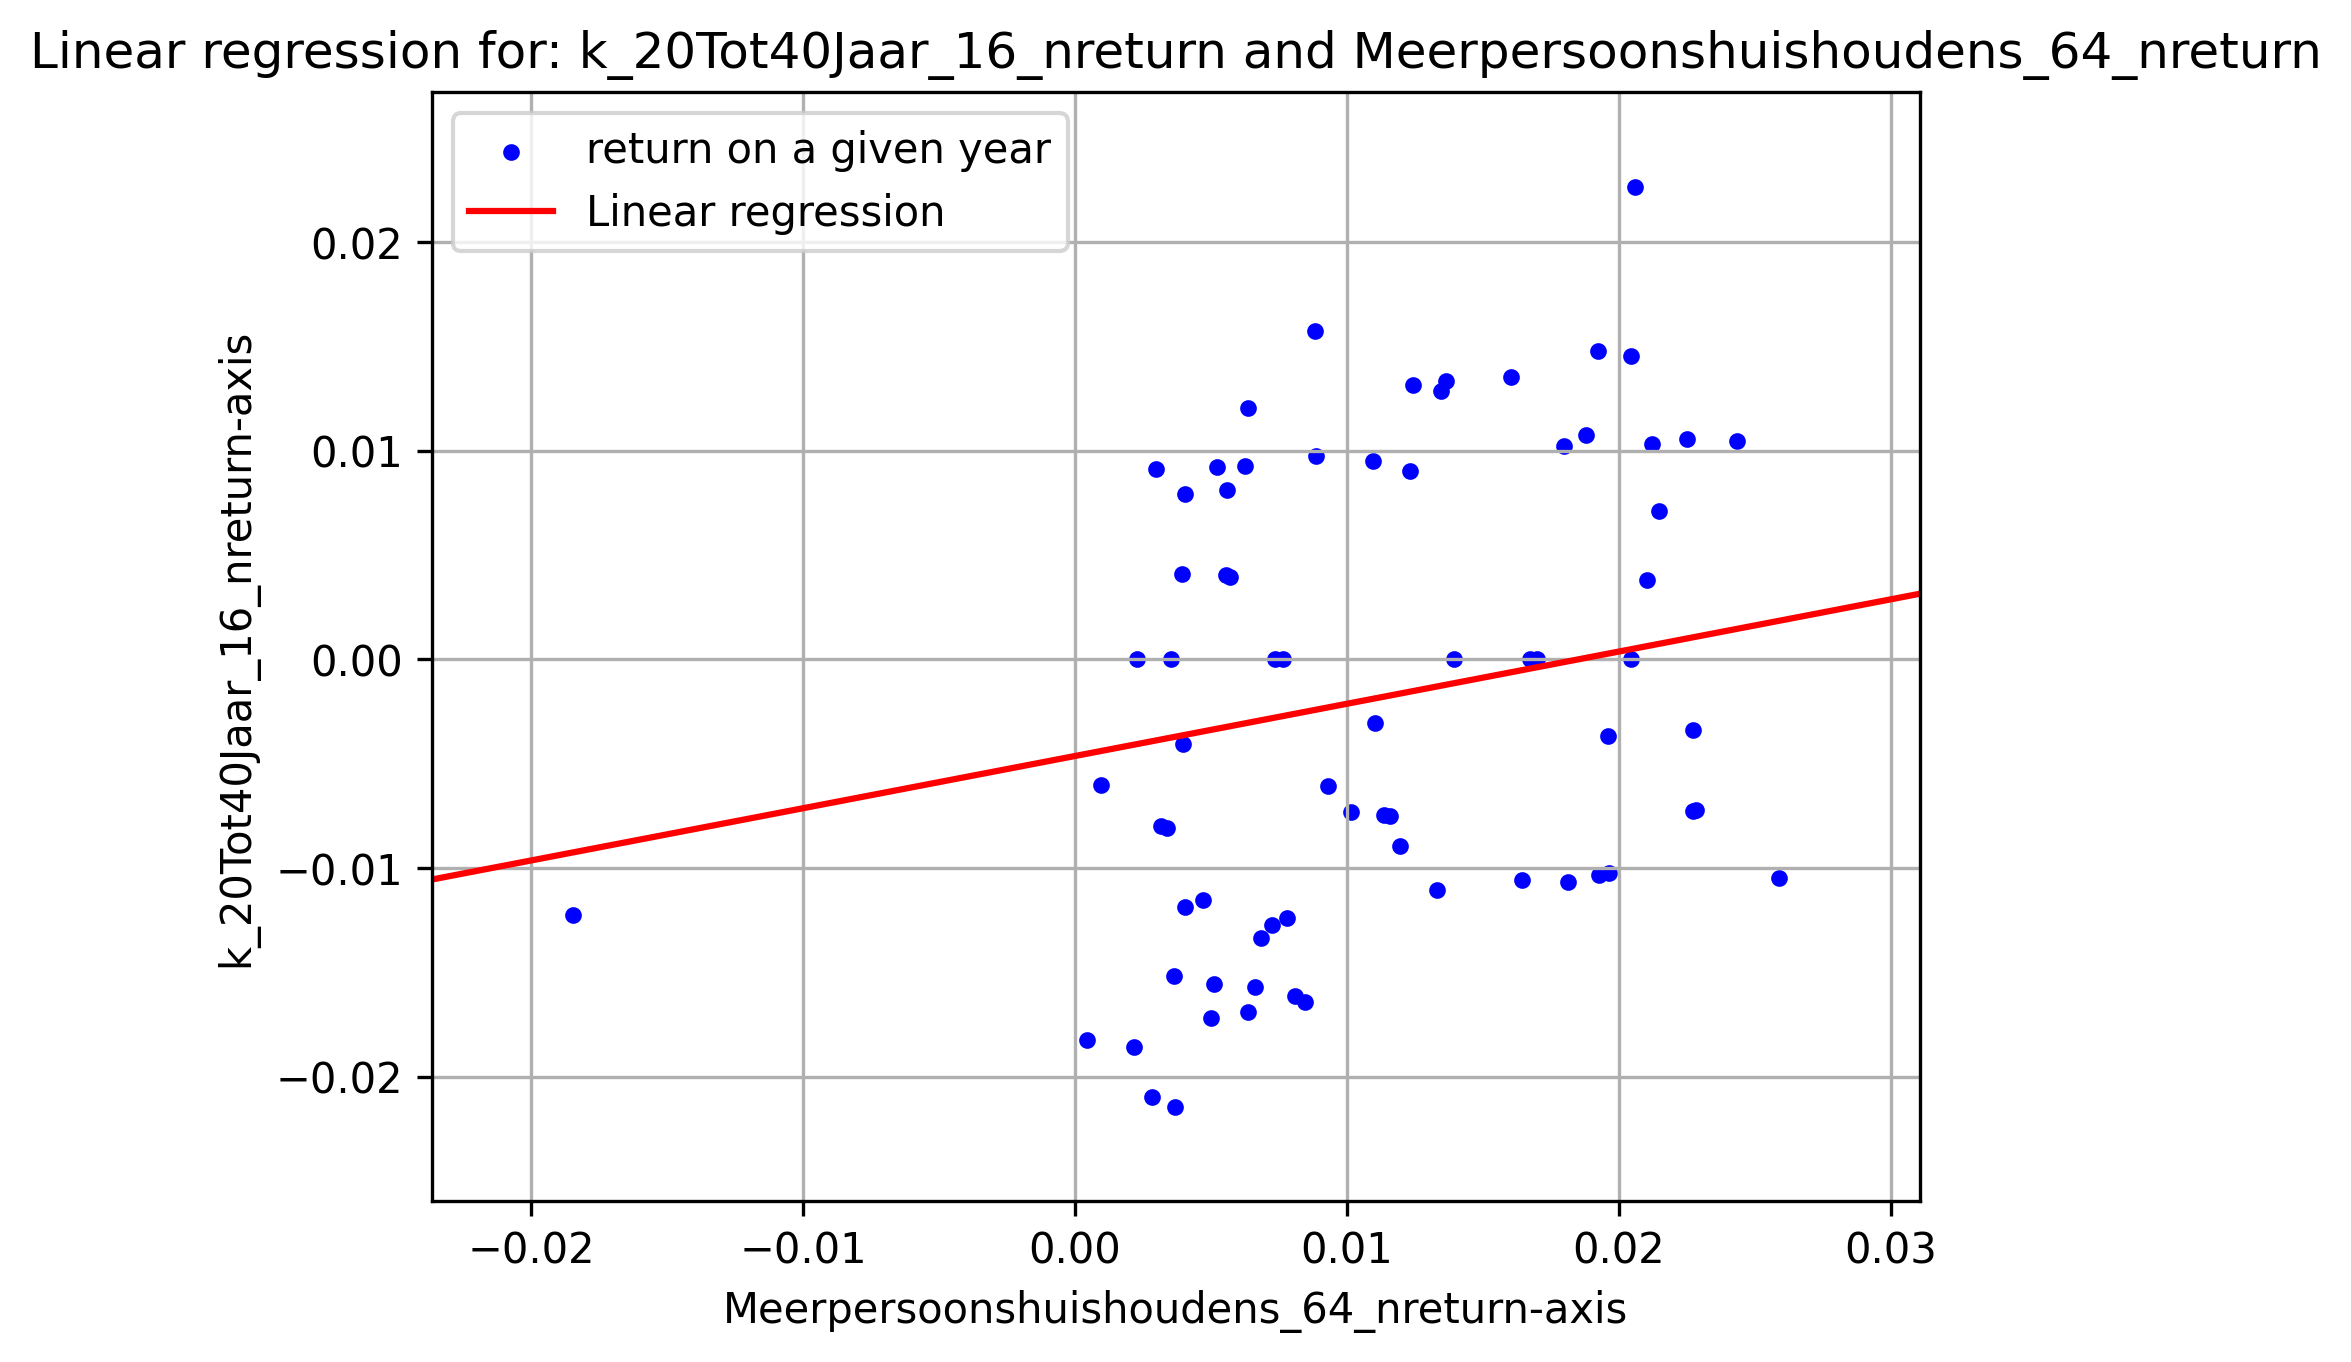 Linear regression for: k_20Tot40Jaar_16_nreturn and Meerpersoonshuishoudens_64_nreturn
return on a given year
Linear regression
k_20Tot40Jaar_16_nreturn-axis
0.02
0.01
0.00
−0.01
−0.02
−0.02 −0.01 0.00 0.01 0.02 0.03
Meerpersoonshuishoudens_64_nreturn-axis